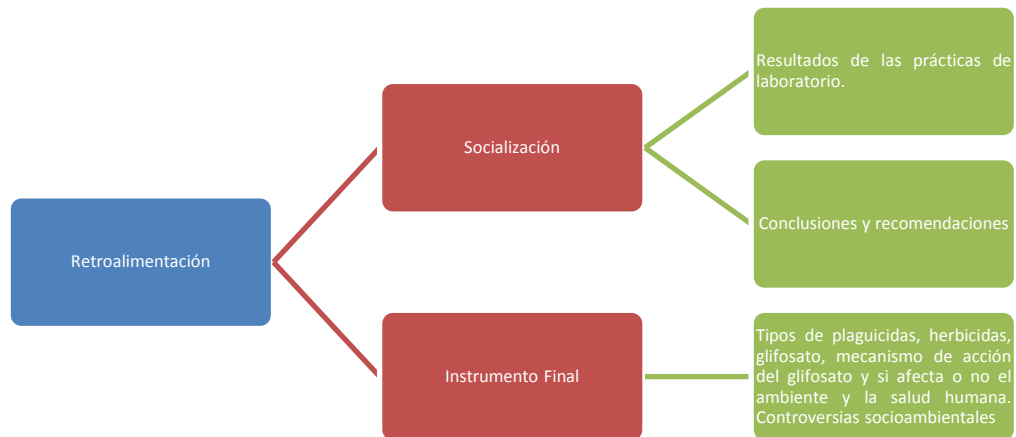 Retroalimentación
Socialización
Resultados de las prácticas de
laboratorio.
Conclusiones y recomendaciones
Instrumento Final
Tipos de plaguicidas, herbicidas,
glifosato, mecanismo de acción
del glifosato y si afecta o no el
ambiente y la salud humana.
Controversias socioambientales